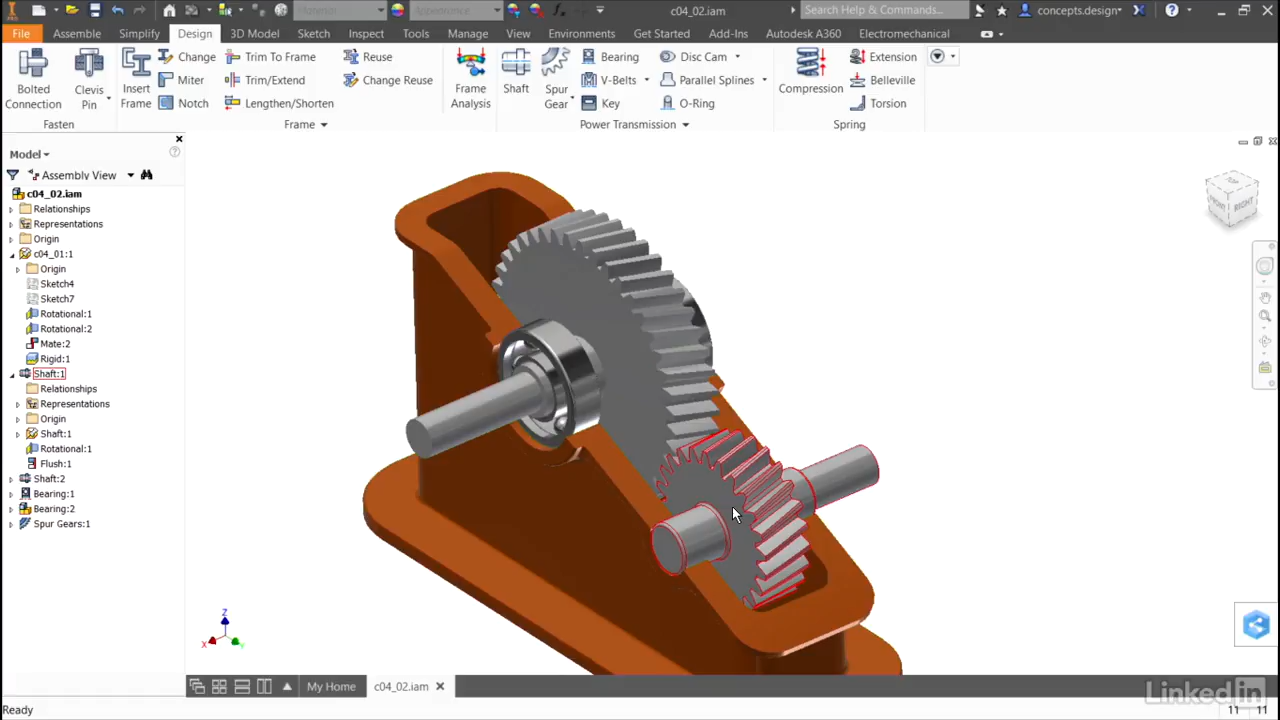 Material
Appearance
c04_02.iam
Search Help & Commands...
concepts.design
File
Assemble
Simplify
Design
3D Model
Sketch
Inspect
Tools
Manage
View
Environments
Get Started
Add-Ins
Autodesk A360
Electromechanical
Bolted Connection
Clevis Pin
Insert Frame
Change
Miter
Notch
Trim To Frame
Trim/Extend
Lengthen/Shorten
Reuse
Change Reuse
Frame Analysis
Shaft
Spur Gear
Bearing
V-Belts
Key
Disc Cam
Parallel Splines
O-Ring
Compression
Extension
Belleville
Torsion
Fasten
Frame
Power Transmission
Spring
Model
Assembly View
c04_02.iam
Relationships
Representations
Origin
c04_01:1
Origin
Sketch4
Sketch7
Rotational:1
Rotational:2
Mate:2
Rigid:1
Shaft:1
Relationships
Representations
Origin
Shaft:1
Rotational:1
Flush:1
Shaft:2
Bearing:1
Bearing:2
Spur Gears:1
FRONT
RIGHT
Z
X
Y
My Home
c04_02.iam
Ready
11 11
LinkedIn